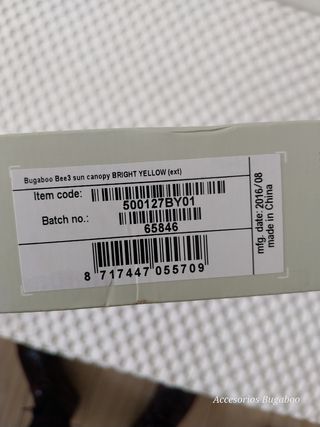 Bugaboo Bee3 sun canopy BRIGHT YELLOW (ext)
Item code:
500127BY01
Batch no.:
65846
8 717447 055709
mfg. date: 2016/08
made in China
Accesorios Bugaboo